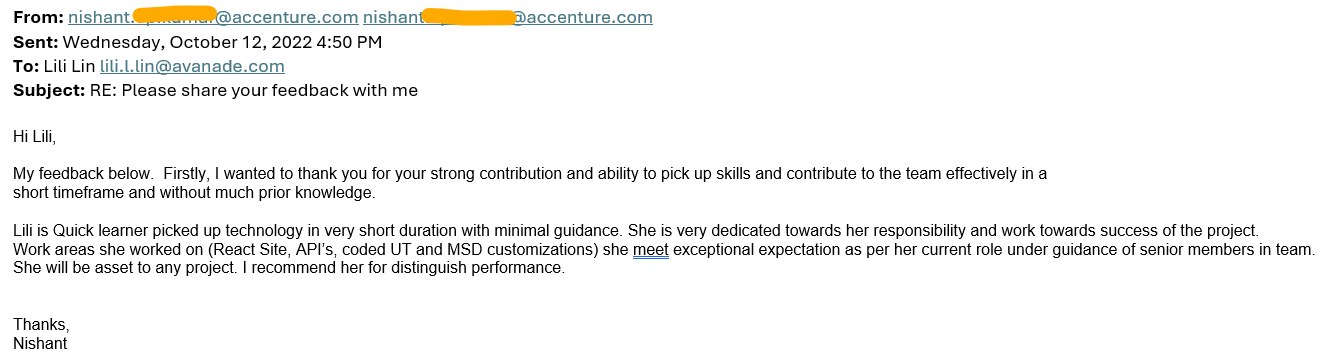 From: nishant.@accenture.com nishant@accenture.com
Sent: Wednesday, October 12, 2022 4:50 PM
To: Lili Lin lili.l.lin@avanade.com
Subject: RE: Please share your feedback with me
Hi Lili,
My feedback below.  Firstly, I wanted to thank you for your strong contribution and ability to pick up skills and contribute to the team effectively in a
short timeframe and without much prior knowledge.
Lili is Quick learner picked up technology in very short duration with minimal guidance. She is very dedicated towards her responsibility and work towards success of the project.
Work areas she worked on (React Site, API’s, coded UT and MSD customizations) she meet exceptional expectation as per her current role under guidance of senior members in team.
She will be asset to any project. I recommend her for distinguish performance.
Thanks,
Nishant